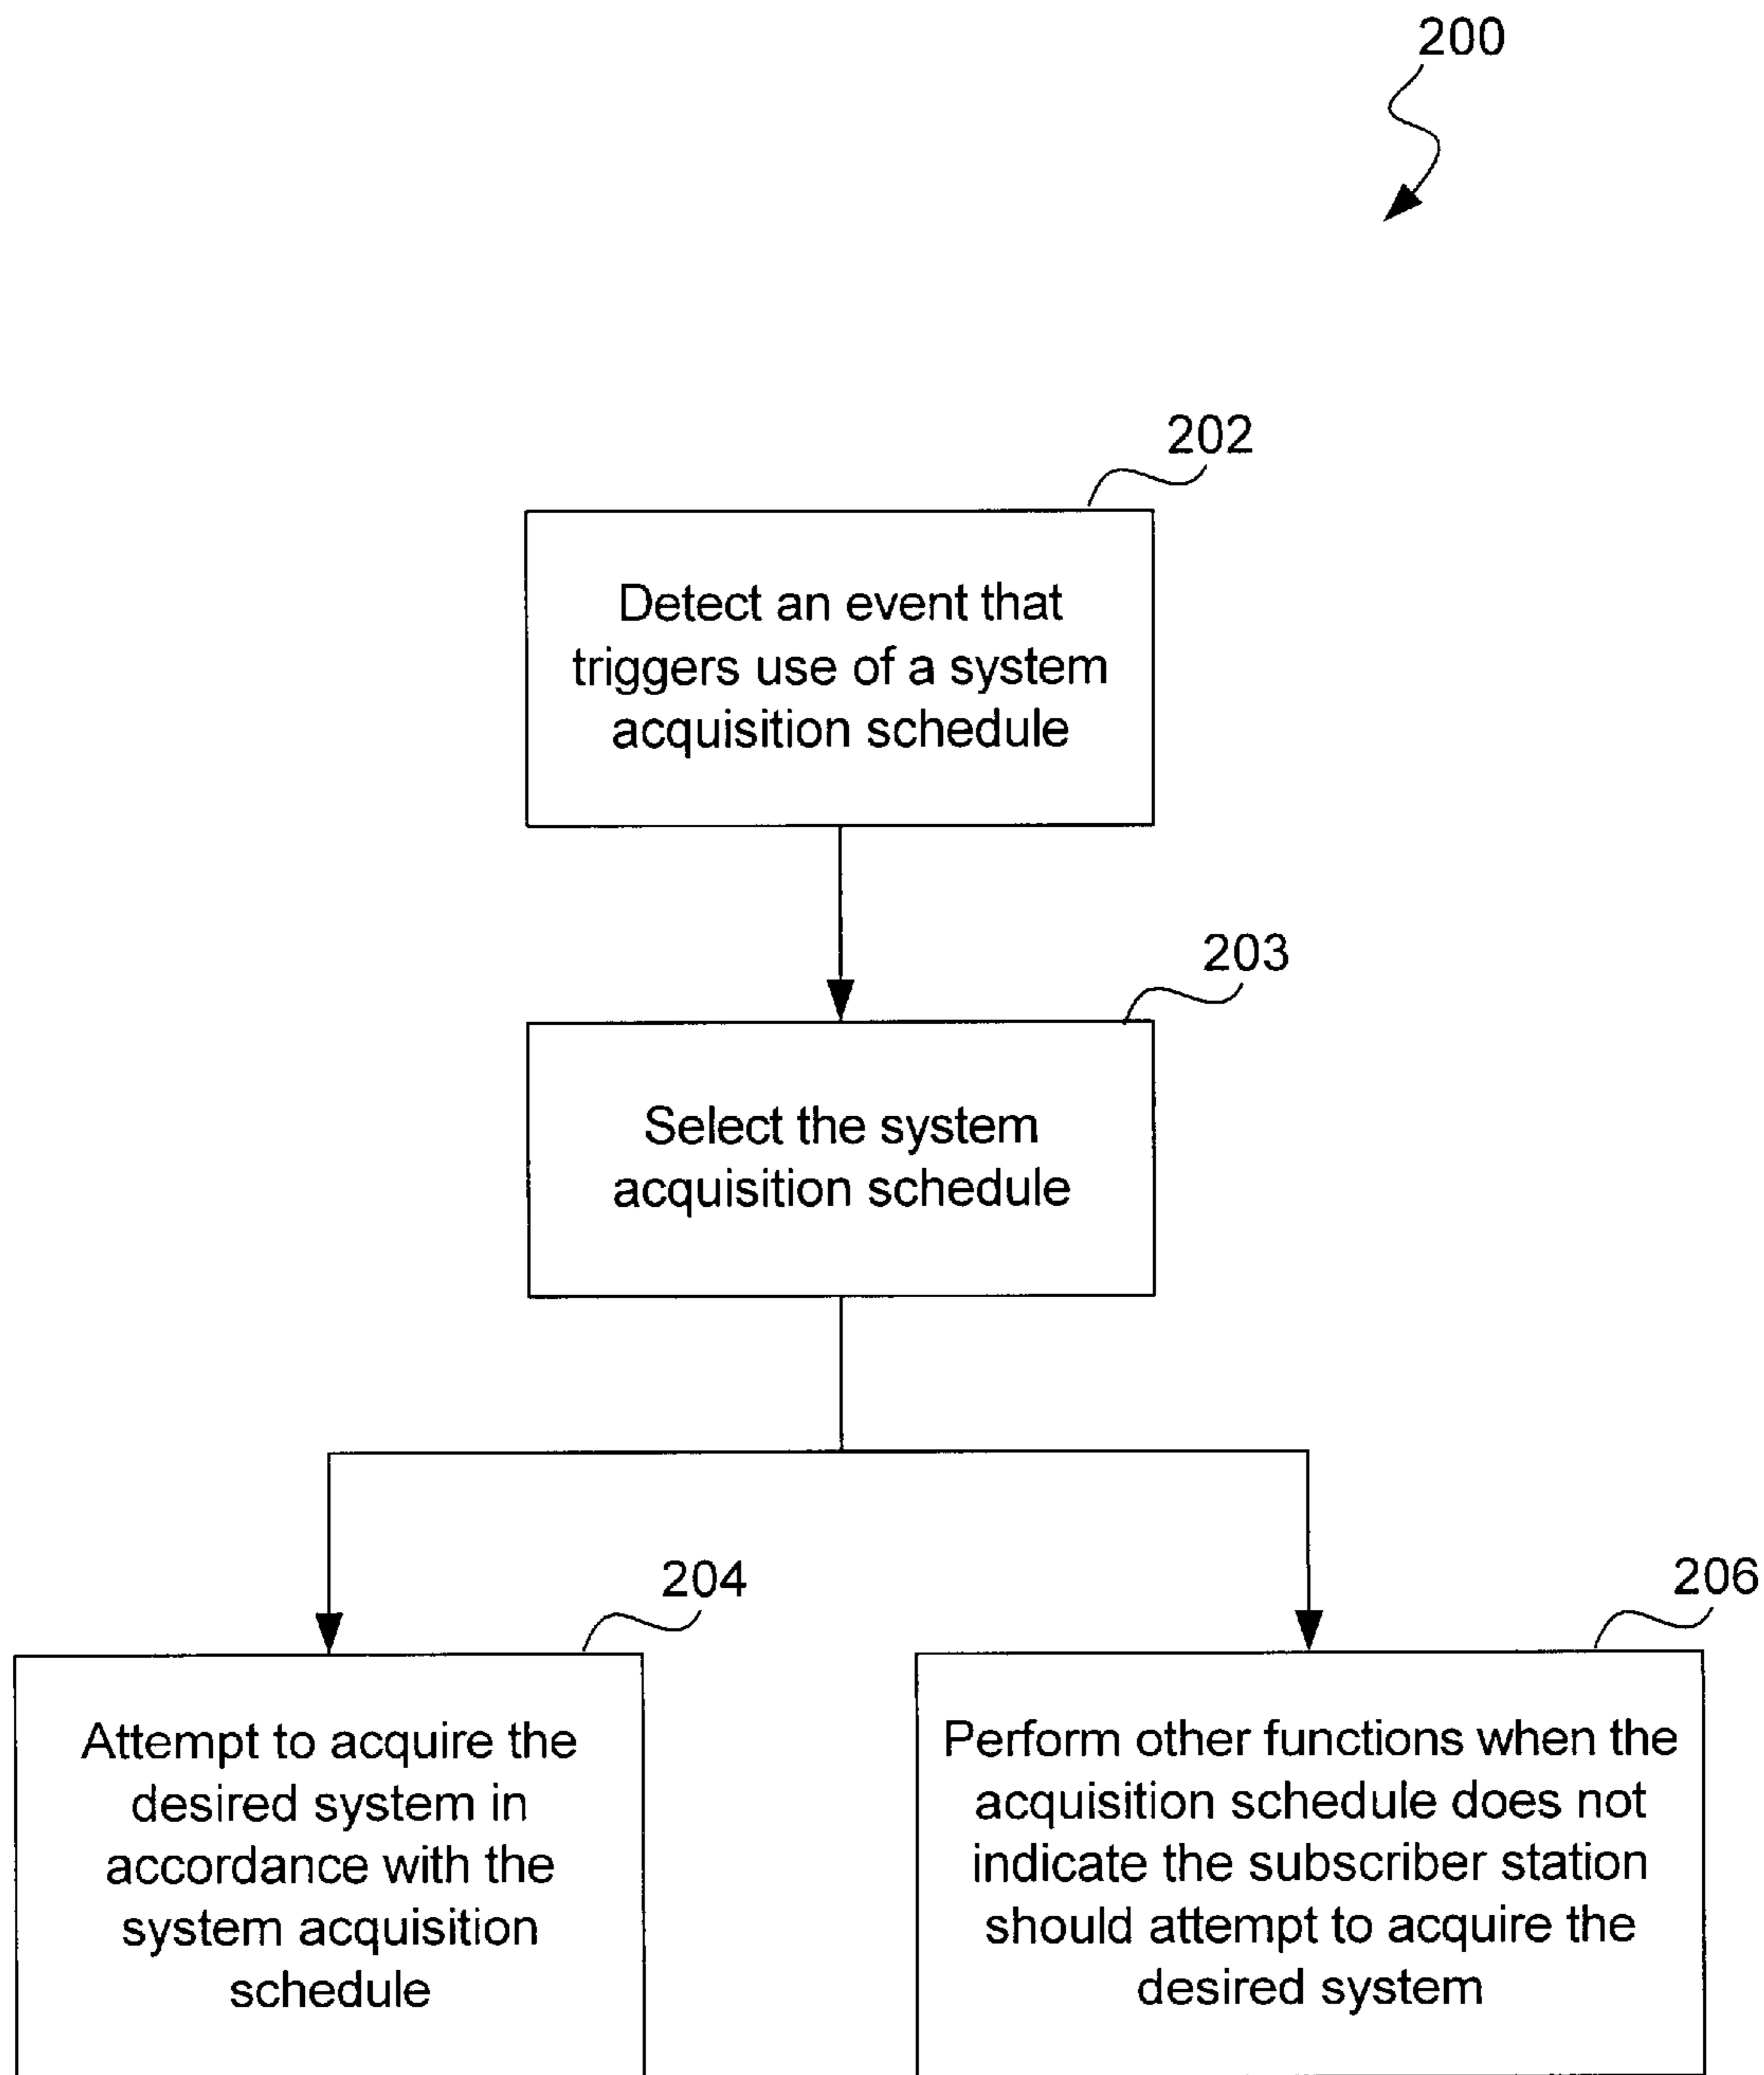 200
202
Detect an event that
triggers use of a system
acquisition schedule
203
Select the system
acquisition schedule
204
Attempt to acquire the
desired system in
accordance with the
system acquisition
schedule
206
Perform other functions when the
acquisition schedule does not
indicate the subscriber station
should attempt to acquire the
desired system